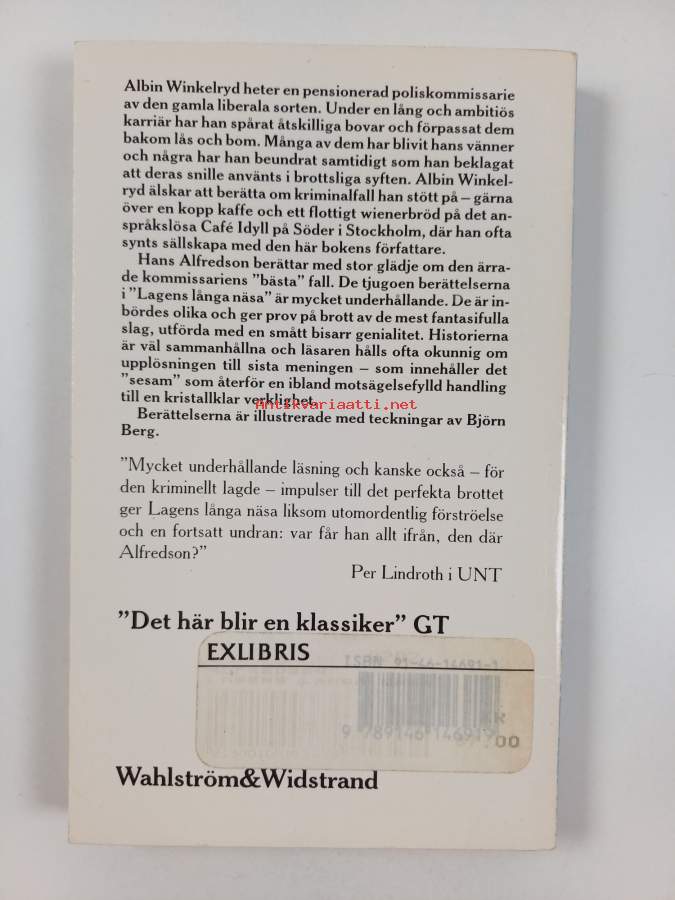 Albin Winkelryd heter en pensionerad poliskommissarie
av den gamla liberala sorten. Under en lång och ambitiös
karriär har han spårat åtskilliga bovar och förpassat dem
bakom lås och bom. Många av dem har blivit hans vänner
och några har han beundrat samtidigt som han beklagat
att deras snille använts i brottsliga syften. Albin Winkel-
ryd älskar att berätta om kriminalfall han stött på – gärna
över en kopp kaffe och ett flottigt wienerbröd på det an-
språkslösa Café Idyll på Söder i Stockholm, där han ofta
synts sällskapa med den här bokens författare.
Hans Alfredson berättar med stor glädje om den ärra-
de kommissariens ”bästa” fall. De tjugoen berättelserna
i ”Lagens långa näsa” är mycket underhållande. De är in-
bördes olika och ger prov på brott av de mest fantasifulla
slag, utförda med en smått bisarr genialitet. Historierna
är väl sammanhållna och läsaren hålls ofta okunnig om
upplösningen till sista meningen – som innehåller det
”sesam” som återför en ibland motsägelsefylld handling
till en kristallklar verklighet.
antikvariaatti.net
Berättelserna är illustrerade med teckningar av Björn
Berg.
”Mycket underhållande läsning och kanske också – för
den kriminellt lagde – impulser till det perfekta brottet
ger Lagens långa näsa liksom utomordentlig förströelse
och en fortsatt undran: var får han allt ifrån, den där
Alfredson?”
Per Lindroth i UNT
”Det här blir en klassiker” GT
EXLIBRIS
ISBN 91-46-14691-1
9 789146 146919
00
Wahlström&Widstrand